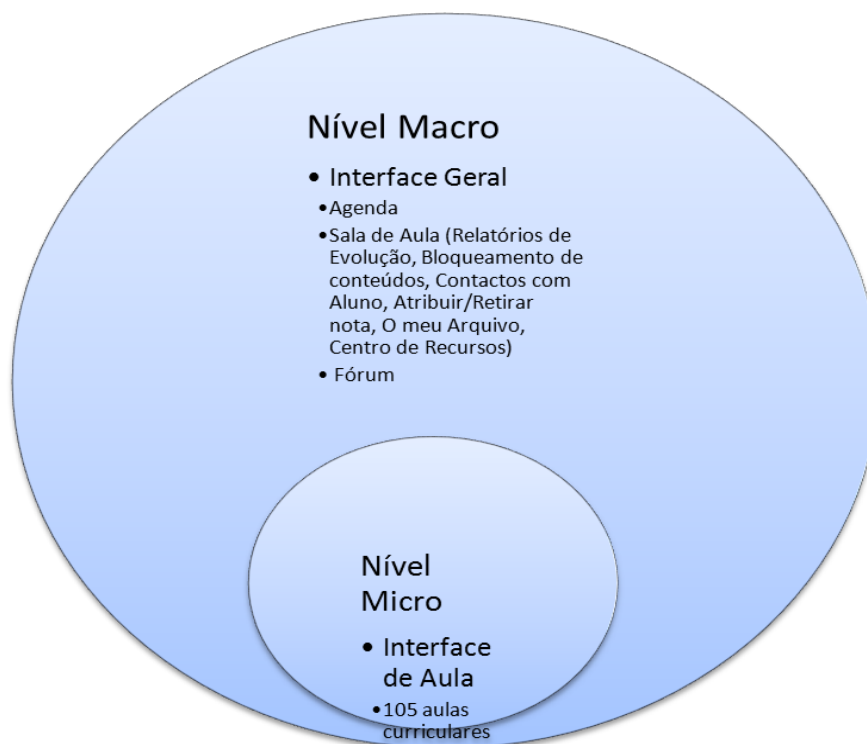 Nível Macro
• Interface Geral
•Agenda
•Sala de Aula (Relatórios de
Evolução, Bloqueamento de
conteúdos, Contactos com
Aluno, Atribuir/Retirar
nota, O meu Arquivo,
Centro de Recursos)
• Fórum
Nível
Micro
• Interface
de Aula
•105 aulas
curriculares